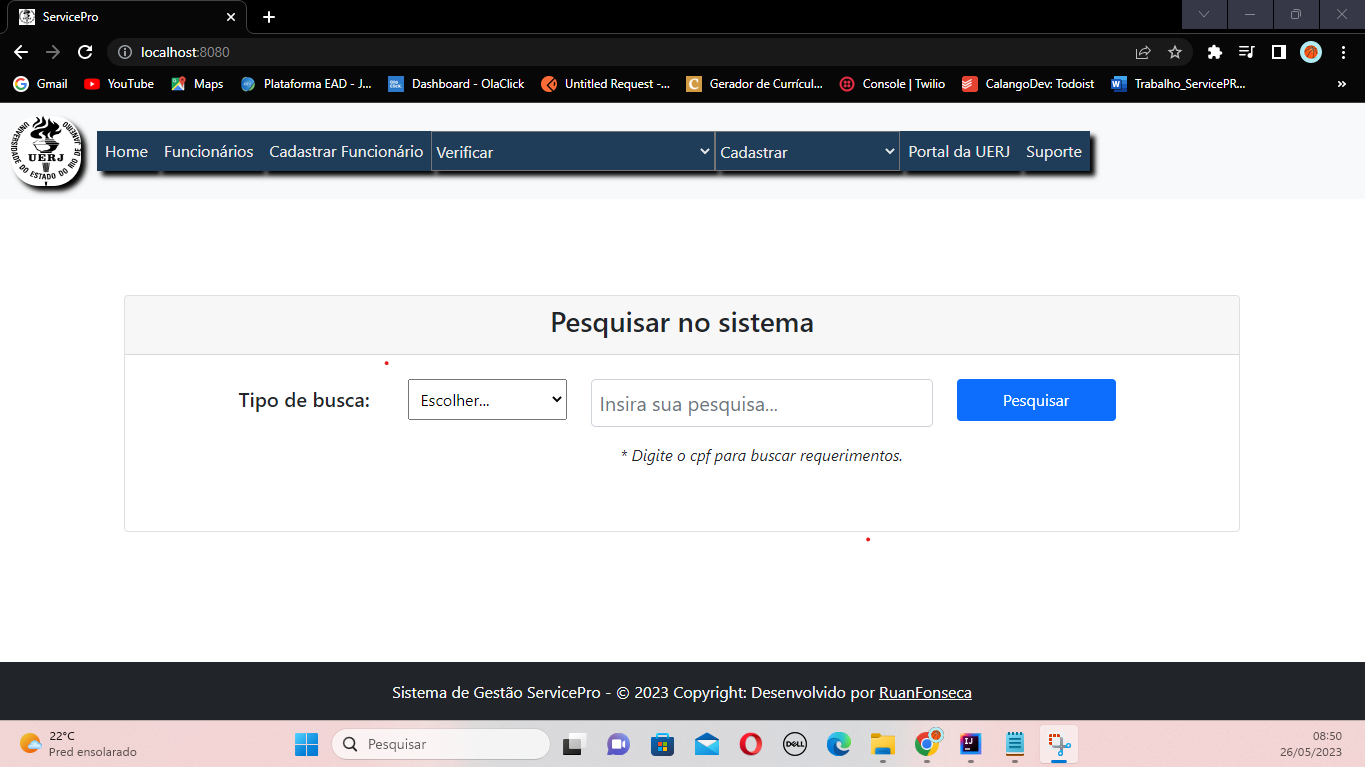 ServicePro
localhost:8080
Gmail YouTube Maps Plataforma EAD - J... Dashboard - OlaClick Untitled Request -... Gerador de Currícul... Console | Twilio CalangoDev: Todoist Trabalho_ServicePR... »
UNIVERSIDADE DO ESTADO DO RIO DE JANEIRO
UERJ
Home Funcionários Cadastrar Funcionário Verificar Cadastrar Portal da UERJ Suporte
Pesquisar no sistema
Tipo de busca: Escolher... Insira sua pesquisa... Pesquisar
* Digite o cpf para buscar requerimentos.
Sistema de Gestão ServicePro - © 2023 Copyright: Desenvolvido por RuanFonseca
22°C
Pred ensolarado
Pesquisar
DELL
08:50
26/05/2023